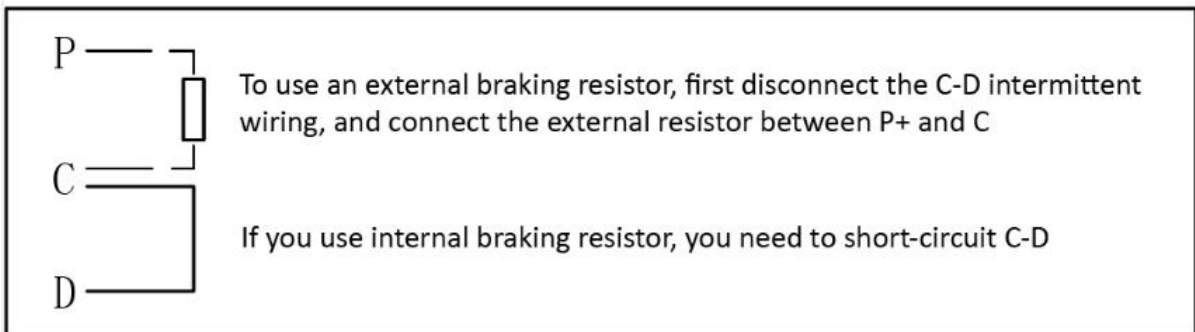 P
To use an external braking resistor, first disconnect the C-D intermittent
wiring, and connect the external resistor between P+ and C
C
If you use internal braking resistor, you need to short-circuit C-D
D